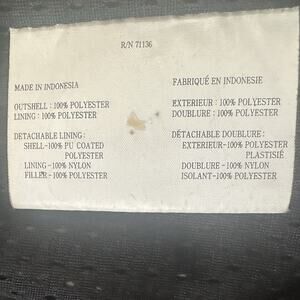 R/N 71136
MADE IN INDONESIA
OUTSHELL : 100% POLYESTER
LINING : 100% POLYESTER
DETACHABLE LINING :
SHELL-100% PU COATED
POLYESTER
LINING-100% NYLON
FILLER-100% POLYESTER
FABRIQUÉ EN INDONESIE
EXTERIEUR : 100% POLYESTER
DOUBLURE : 100% POLYESTER
DÉTACHABLE DOUBLURE :
EXTERIEUR-100% POLYESTER
PLASTISIÉ
DOUBLURE-100% NYLON
ISOLANT-100% POLYESTER